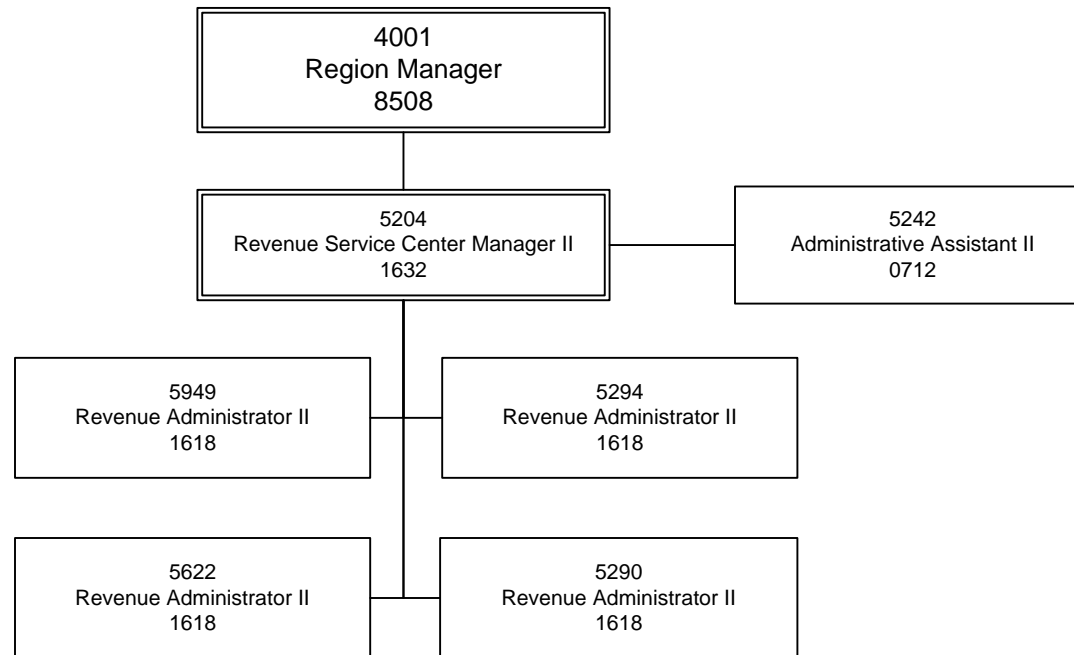 4001
Region Manager
8508
5204
Revenue Service Center Manager II
1632
5242
Administrative Assistant II
0712
5949
Revenue Administrator II
1618
5294
Revenue Administrator II
1618
5622
Revenue Administrator II
1618
5290
Revenue Administrator II
1618